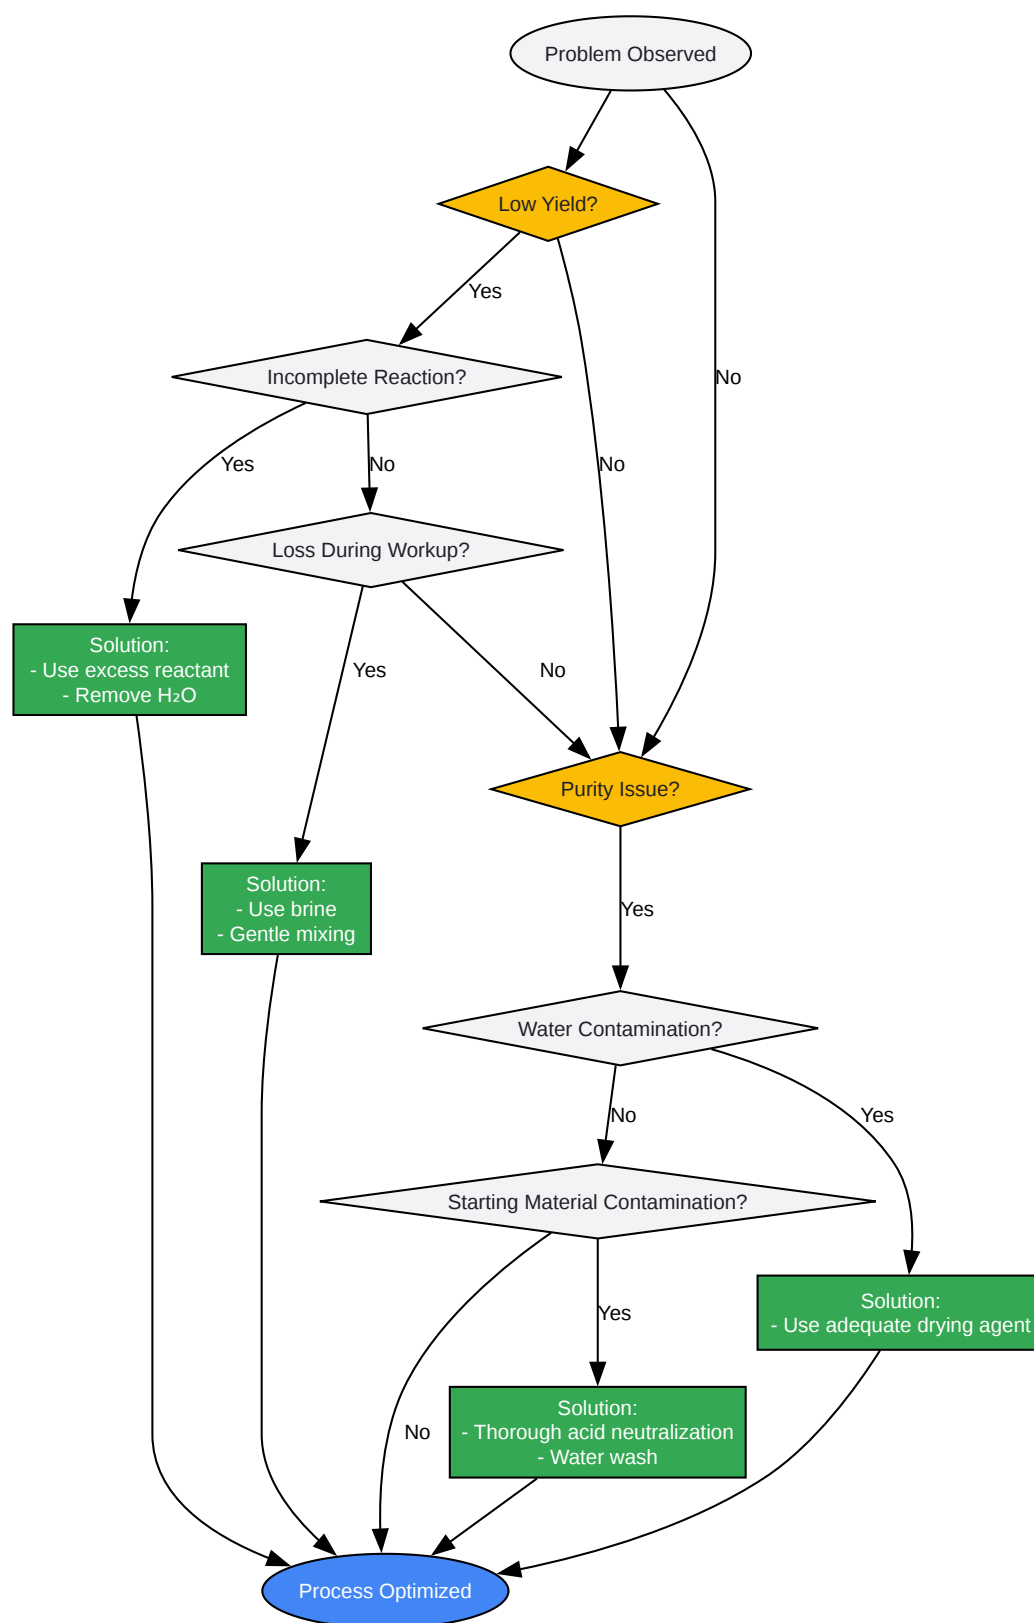 Problem Observed
Low Yield?
Yes
Incomplete Reaction?
No
No
Yes
No
Loss During Workup?
Solution:
- Use excess reactant
- Remove H₂O
Yes
No
Purity Issue?
Solution:
- Use brine
- Gentle mixing
Yes
Water Contamination?
No
Yes
Starting Material Contamination?
Solution:
- Use adequate drying agent
Yes
No
Solution:
- Thorough acid neutralization
- Water wash
Process Optimized